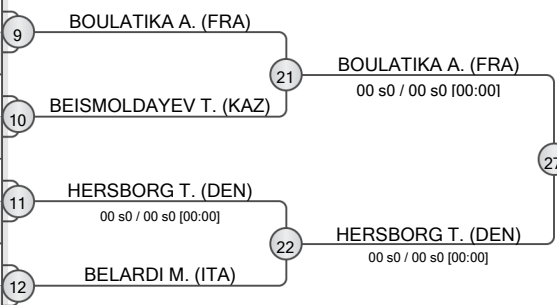 9
BOULATIKA A. (FRA)
21
BOULATIKA A. (FRA)
00 s0 / 00 s0 [00:00]
10
BEISMOLDAYEV T. (KAZ)
27
11
HERSBORG T. (DEN)
00 s0 / 00 s0 [00:00]
22
HERSBORG T. (DEN)
00 s0 / 00 s0 [00:00]
12
BELARDI M. (ITA)